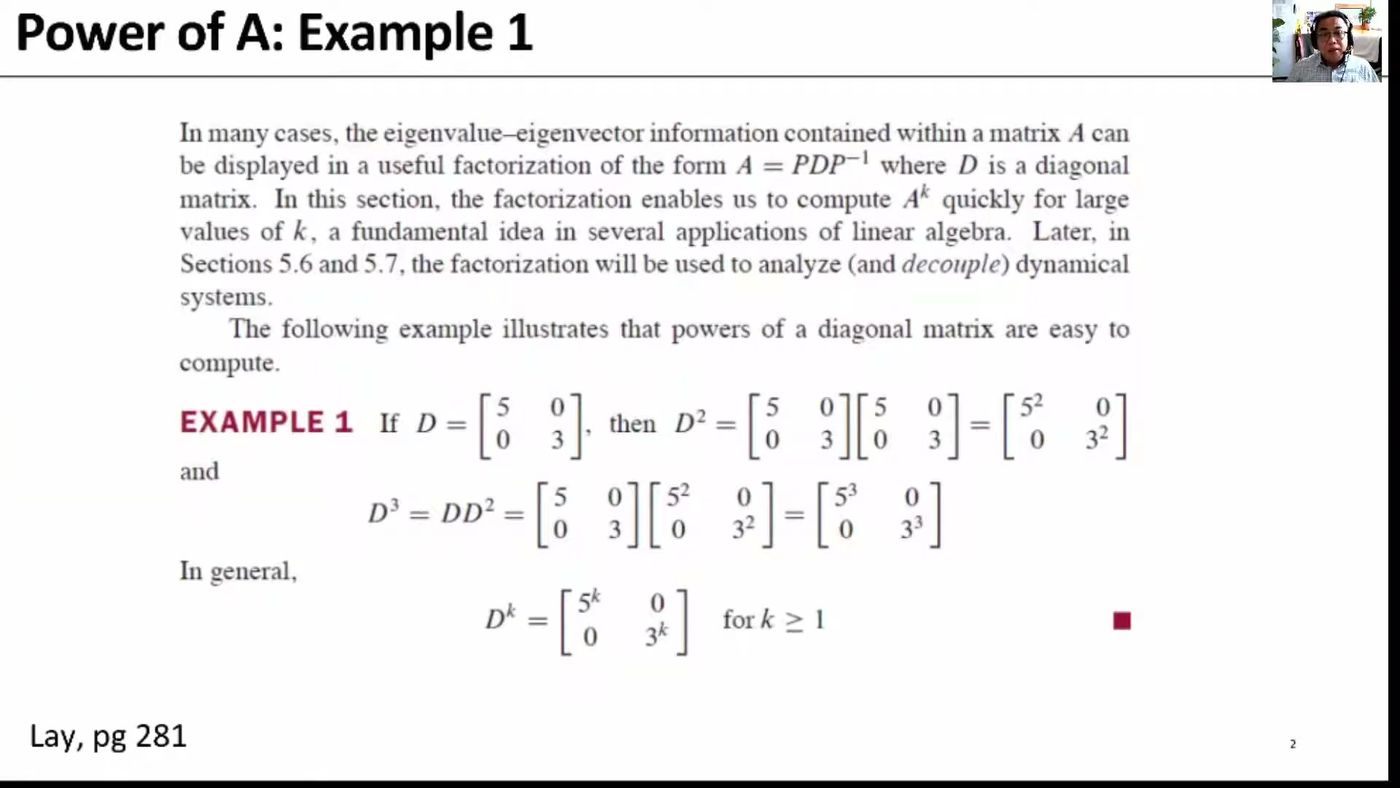 Power of A: Example 1
In many cases, the eigenvalue–eigenvector information contained within a matrix A can
be displayed in a useful factorization of the form A = PDP⁻¹ where D is a diagonal
matrix. In this section, the factorization enables us to compute Aᵏ quickly for large
values of k, a fundamental idea in several applications of linear algebra. Later, in
Sections 5.6 and 5.7, the factorization will be used to analyze (and decouple) dynamical
systems.
The following example illustrates that powers of a diagonal matrix are easy to
compute.
EXAMPLE 1 If D = [5 0; 0 3], then D² = [5 0; 0 3][5 0; 0 3] = [5² 0; 0 3²]
and
D³ = DD² = [5 0; 0 3][5² 0; 0 3²] = [5³ 0; 0 3³]
In general,
Dᵏ = [5ᵏ 0; 0 3ᵏ] for k ≥ 1
Lay, pg 281
2